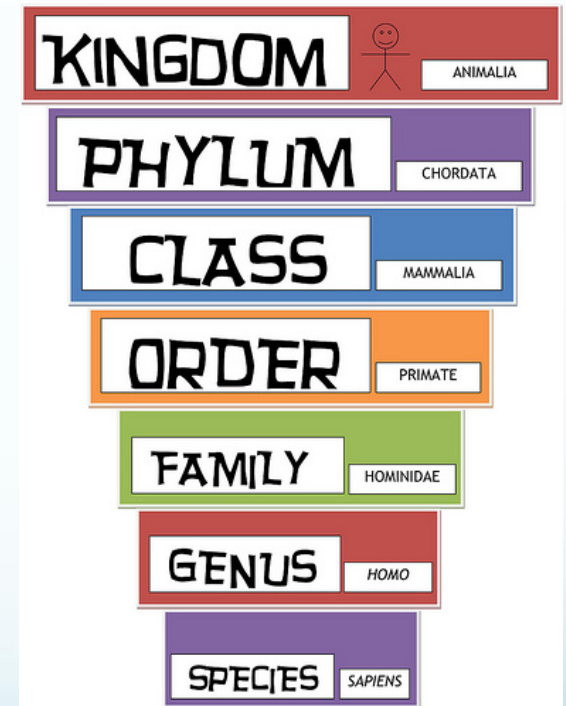 KINGDOM ANIMALIA
PHYLUM CHORDATA
CLASS MAMMALIA
ORDER PRIMATE
FAMILY HOMINIDAE
GENUS HOMO
SPECIES SAPIENS